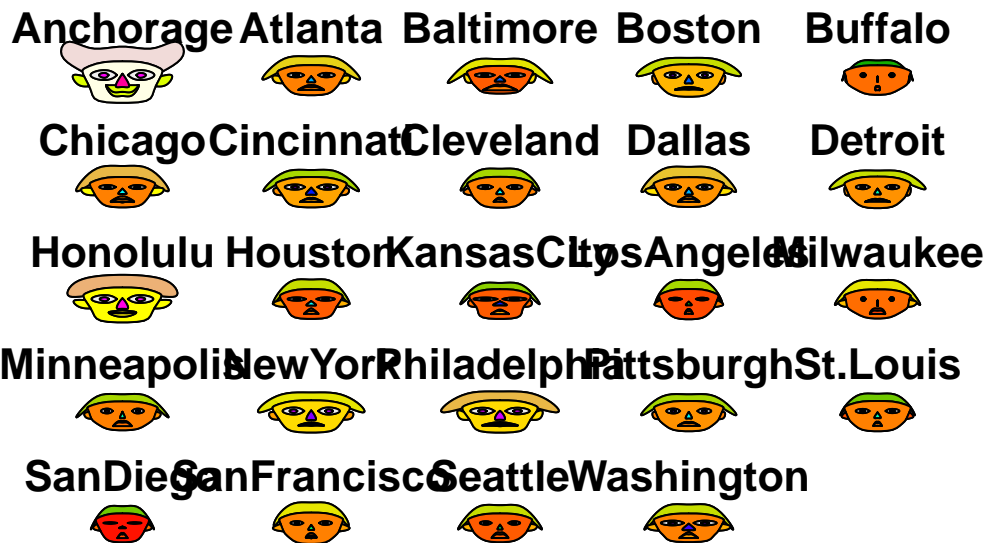 Anchorage Atlanta Baltimore Boston Buffalo
Chicago Cincinnati Cleveland Dallas Detroit
Honolulu Houston KansasCity LosAngeles Milwaukee
Minneapolis NewYork Philadelphia Pittsburgh St.Louis
SanDiego SanFrancisco Seattle Washington